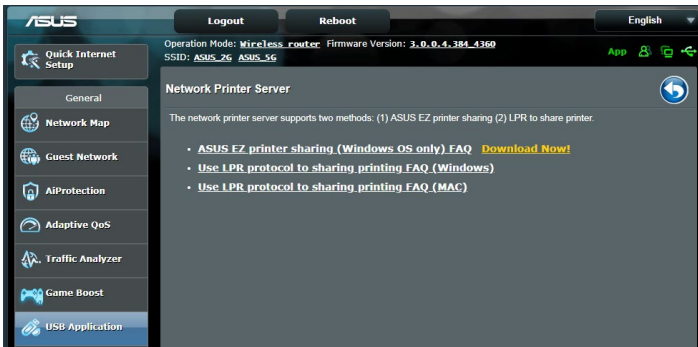 ASUS
Logout
Reboot
English
Operation Mode: Wireless router Firmware Version: 3.0.0.4.384_4360
SSID: ASUS_2G ASUS_5G
App
Quick Internet
Setup
General
Network Map
Guest Network
AiProtection
Adaptive QoS
Traffic Analyzer
Game Boost
USB Application
Network Printer Server
The network printer server supports two methods: (1) ASUS EZ printer sharing (2) LPR to share printer.
ASUS EZ printer sharing (Windows OS only) FAQ Download Now!
Use LPR protocol to sharing printing FAQ (Windows)
Use LPR protocol to sharing printing FAQ (MAC)